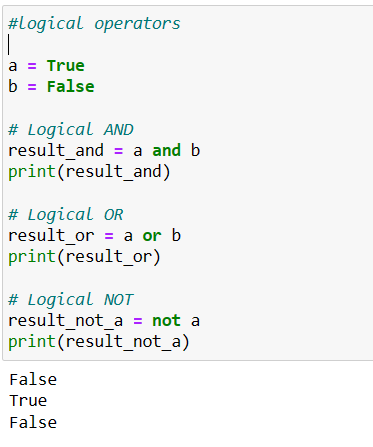 #logical operators
a = True
b = False
# Logical AND
result_and = a and b
print(result_and)
# Logical OR
result_or = a or b
print(result_or)
# Logical NOT
result_not_a = not a
print(result_not_a)
False
True
False